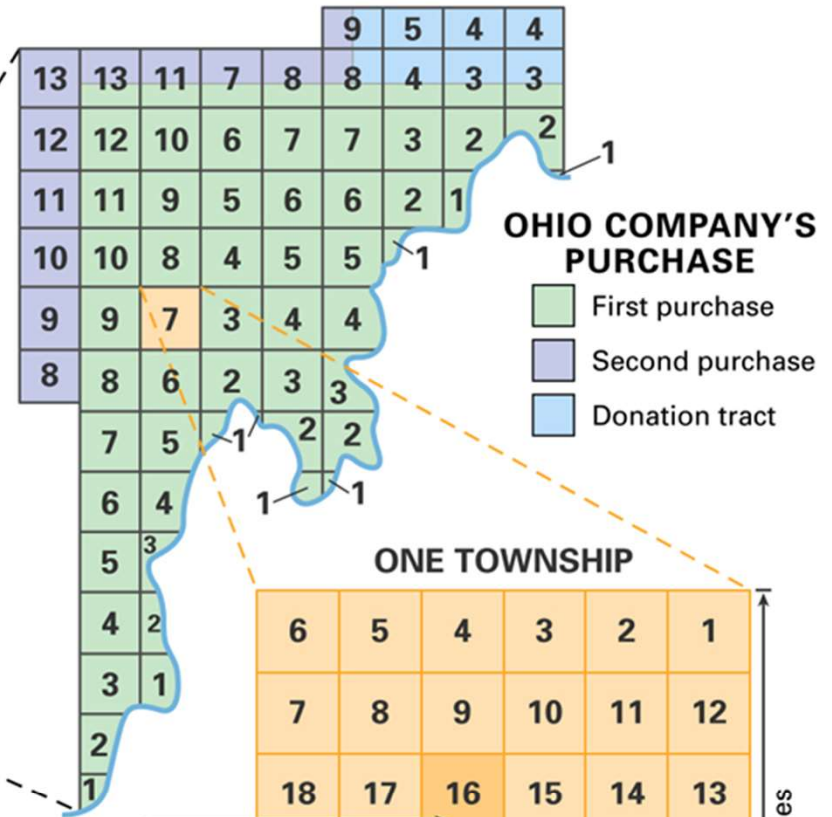 9 5 4 4
13 13 11 7 8 8 4 3 3
12 12 10 6 7 7 3 2 2
1
11 11 9 5 6 6 2 1
OHIO COMPANY'S
PURCHASE
10 10 8 4 5 5 1
First purchase
9 9 7 3 4 4
Second purchase
8 8 6 2 3 3
Donation tract
7 5 1 2 2
6 4 1 1
5 3
ONE TOWNSHIP
4 2
6 5 4 3 2 1
3 1
7 8 9 10 11 12
2
1
18 17 16 15 14 13
es